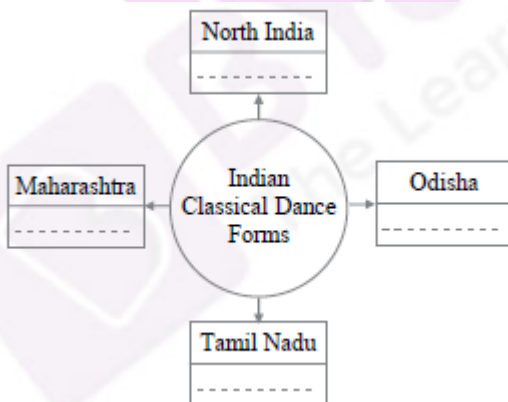 North India
----------
Maharashtra
----------
Indian
Classical Dance
Forms
Odisha
----------
Tamil Nadu
----------